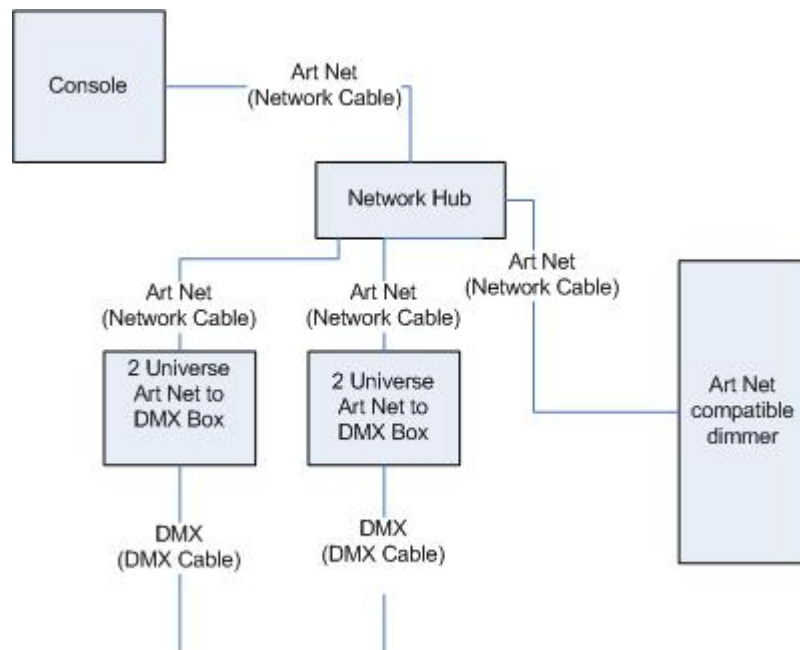 Console
Art Net
(Network Cable)
Network Hub
Art Net
(Network Cable)
Art Net
(Network Cable)
Art Net
(Network Cable)
2 Universe
Art Net to
DMX Box
2 Universe
Art Net to
DMX Box
Art Net
compatible
dimmer
DMX
(DMX Cable)
DMX
(DMX Cable)